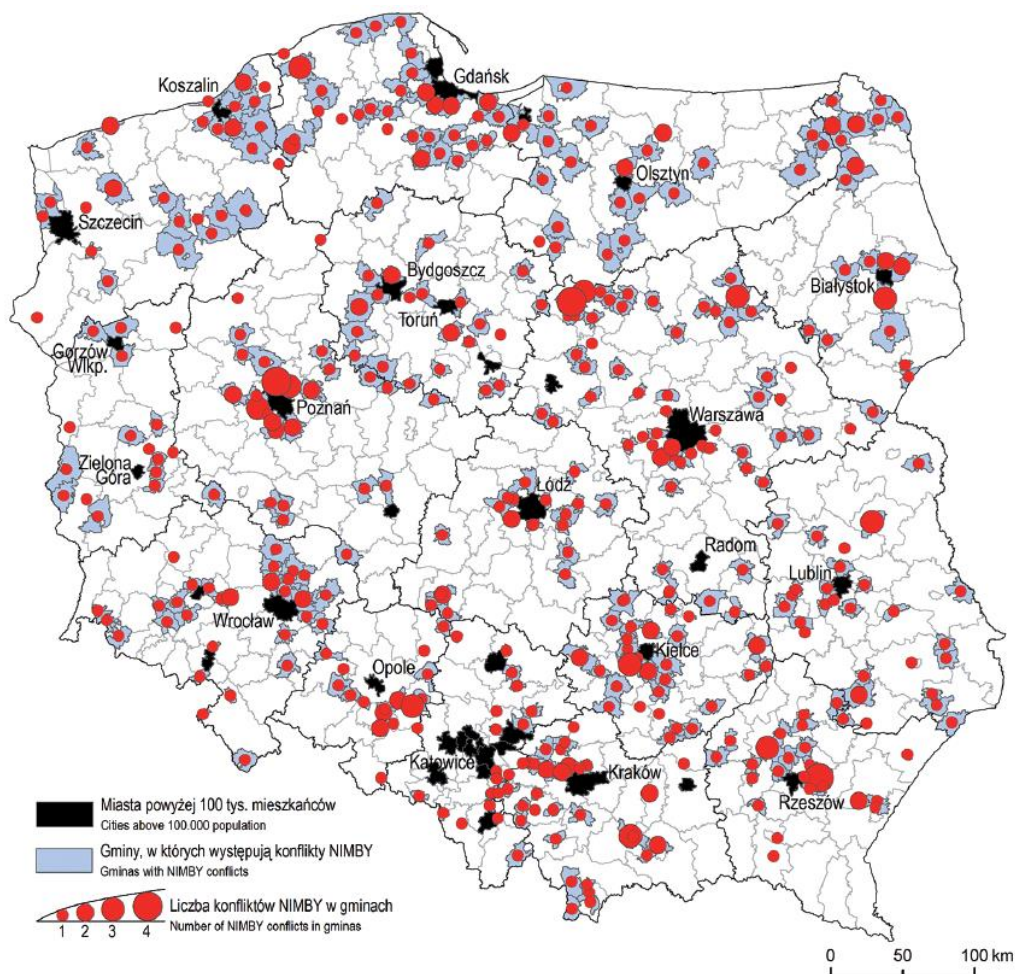 Koszalin
Gdańsk
Olsztyn
Szczecin
Bydgoszcz
Białystok
Toruń
Gorzów
Wlkp.
Poznań
Warszawa
Zielona
Góra
Łódź
Radom
Lublin
Wrocław
Kielce
Opole
Katowice
Kraków
Rzeszów
Miasta powyżej 100 tys. mieszkańców
Cities above 100.000 population
Gminy, w których występują konflikty NIMBY
Gminas with NIMBY conflicts
Liczba konfliktów NIMBY w gminach
1 2 3 4 Number of NIMBY conflicts in gminas
0 50 100 km